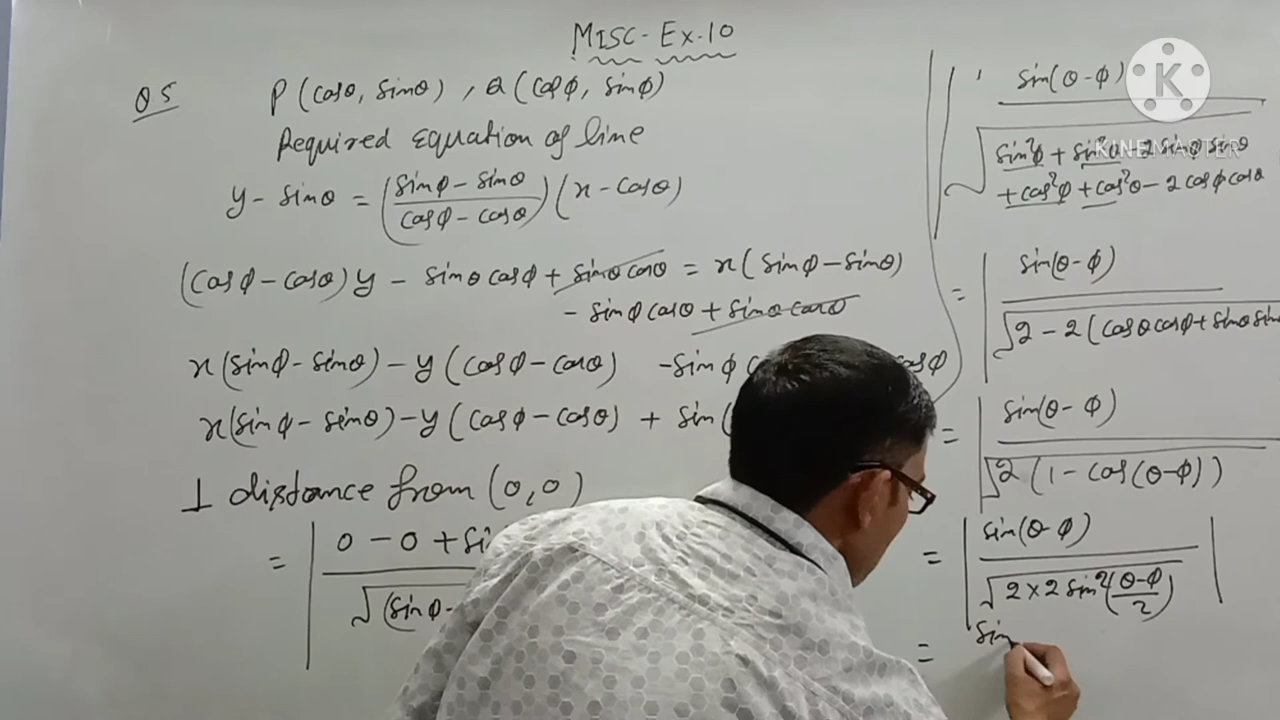 MISC- Ex.10
Q 5 P(cosθ, sinθ), Q(cosϕ, sinϕ)
Required equation of line
y - sinθ = ((sinϕ - sinθ)/(cosϕ - cosθ))(x - cosθ)
(cosϕ - cosθ)y - sinθ cosϕ + sinθ cosθ = x(sinϕ - sinθ)
- sinϕ cosθ + sinθ cosθ
x(sinϕ - sinθ) - y(cosϕ - cosθ) - sinϕ cosϕ
x(sinϕ - sinθ) - y(cosϕ - cosθ) + sin(
⊥ distance from (0,0)
= | 0 - 0 + si
√(sinϕ -
| sin(θ-ϕ)
√ sin²ϕ + sin²θ - 2 sinϕ sinθ
+ cos²ϕ + cos²θ - 2 cosϕ cosθ
= | sin(θ-ϕ)
√2 - 2(cosθ cosϕ + sinθ sin
= | sin(θ-ϕ)
√2(1 - cos(θ-ϕ))
= | sin(θ-ϕ) |
√2×2 sin²((θ-ϕ)/2)
= sin
K
KINEMASTER